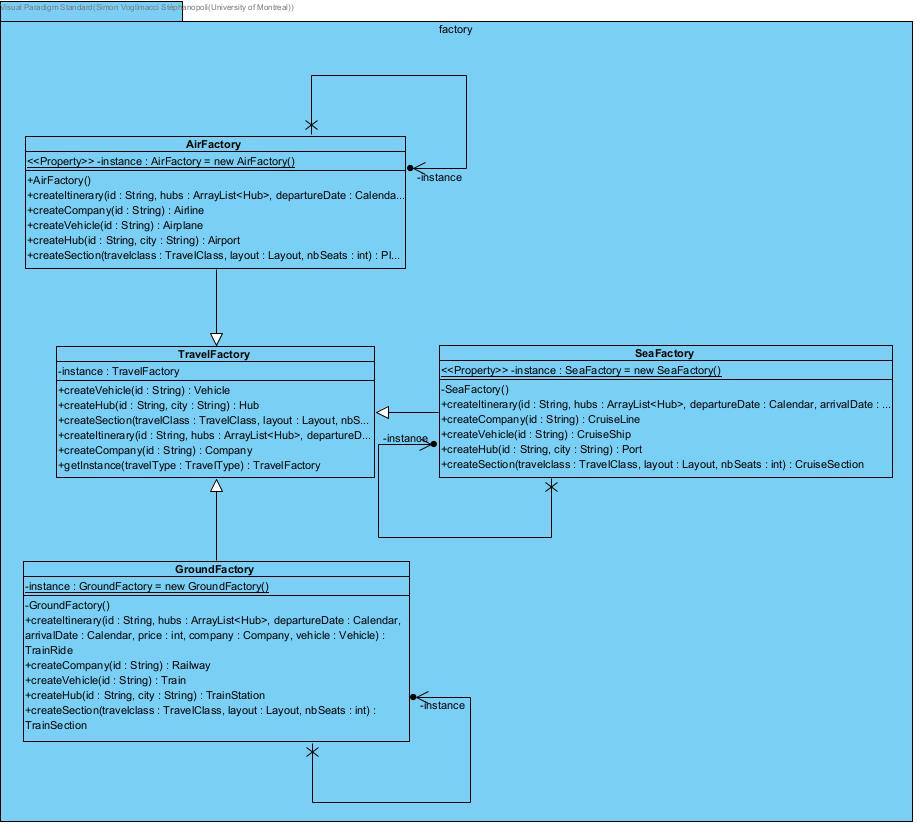 Visual Paradigm Standard(Simon Voglimacci Stéphanopoli(University of Montreal))
factory
AirFactory
<<Property>> -instance : AirFactory = new AirFactory()
+AirFactory()
+createItinerary(id : String, hubs : ArrayList<Hub>, departureDate : Calenda...
+createCompany(id : String) : Airline
+createVehicle(id : String) : Airplane
+createHub(id : String, city : String) : Airport
+createSection(travelclass : TravelClass, layout : Layout, nbSeats : int) : Pl...
-instance
TravelFactory
-instance : TravelFactory
+createVehicle(id : String) : Vehicle
+createHub(id : String, city : String) : Hub
+createSection(travelClass : TravelClass, layout : Layout, nbS...
+createItinerary(id : String, hubs : ArrayList<Hub>, departureD...
+createCompany(id : String) : Company
+getInstance(travelType : TravelType) : TravelFactory
SeaFactory
<<Property>> -instance : SeaFactory = new SeaFactory()
-SeaFactory()
+createItinerary(id : String, hubs : ArrayList<Hub>, departureDate : Calendar, arrivalDate : ...
+createCompany(id : String) : CruiseLine
+createVehicle(id : String) : CruiseShip
+createHub(id : String, city : String) : Port
+createSection(travelclass : TravelClass, layout : Layout, nbSeats : int) : CruiseSection
-instance
GroundFactory
-instance : GroundFactory = new GroundFactory()
-GroundFactory()
+createItinerary(id : String, hubs : ArrayList<Hub>, departureDate : Calendar,
arrivalDate : Calendar, price : int, company : Company, vehicle : Vehicle) :
TrainRide
+createCompany(id : String) : Railway
+createVehicle(id : String) : Train
+createHub(id : String, city : String) : TrainStation
+createSection(travelclass : TravelClass, layout : Layout, nbSeats : int) :
TrainSection
-instance